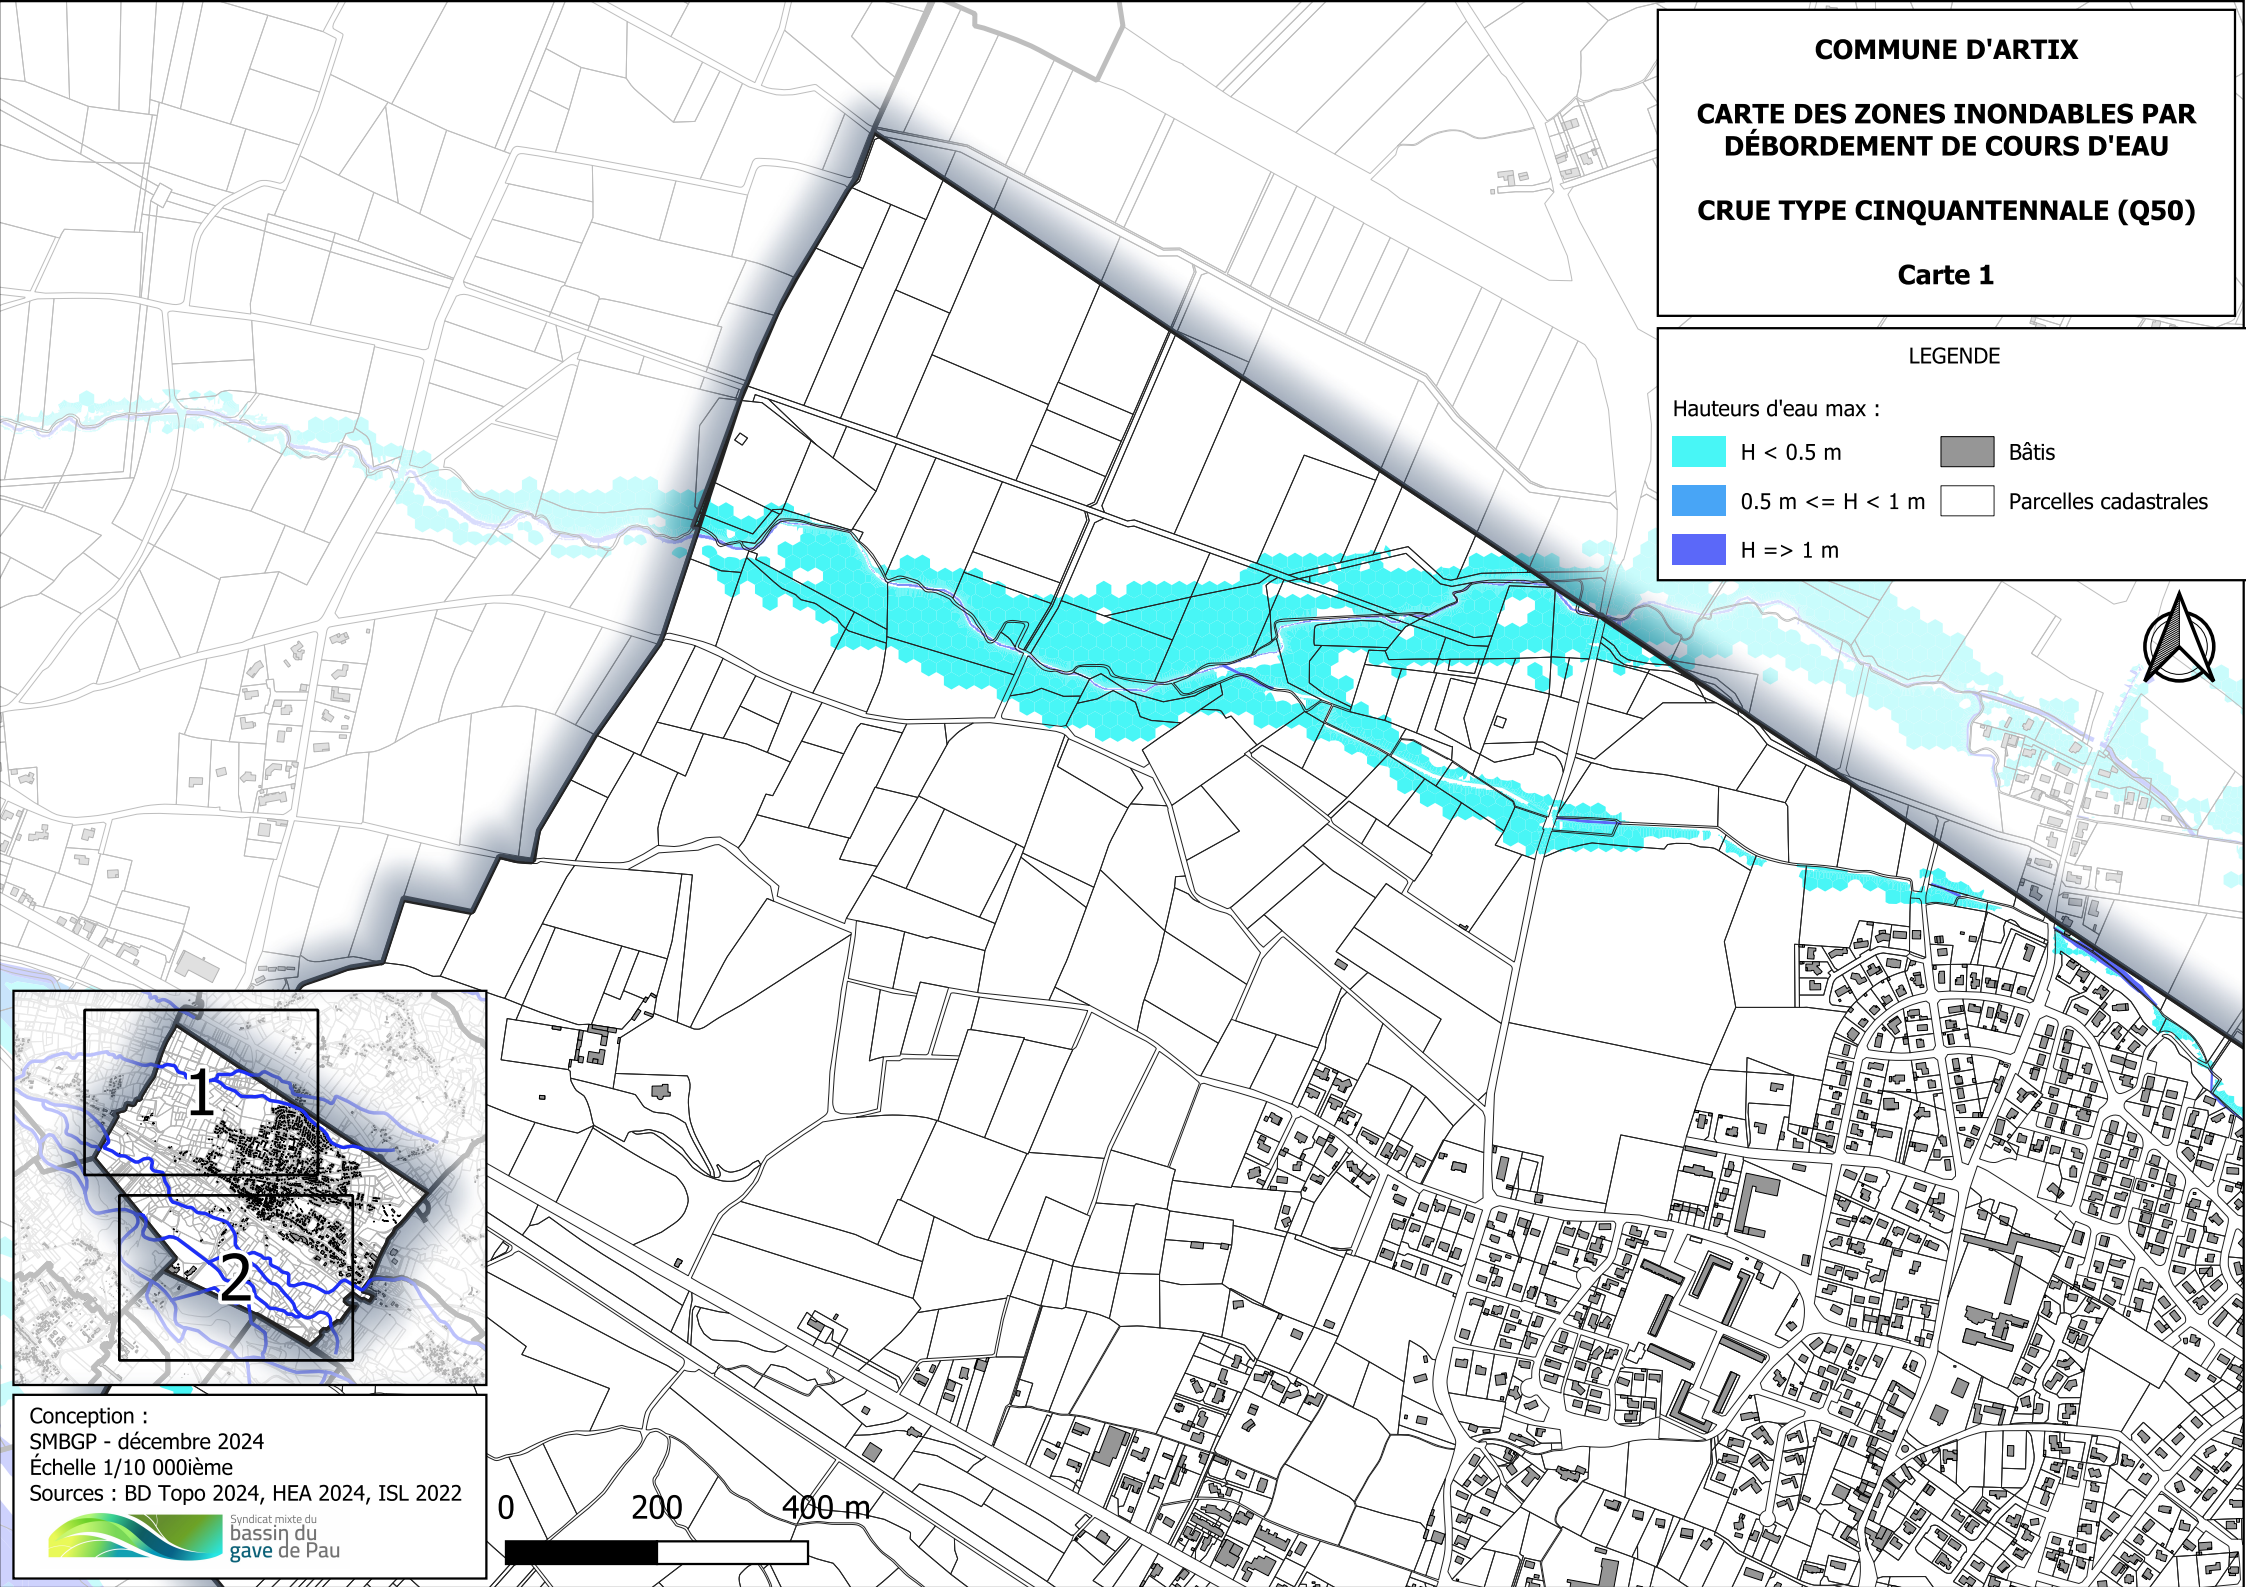 COMMUNE D'ARTIX
CARTE DES ZONES INONDABLES PAR
DÉBORDEMENT DE COURS D'EAU
CRUE TYPE CINQUANTENNALE (Q50)
Carte 1
LEGENDE
Hauteurs d'eau max :
H < 0.5 m
Bâtis
0.5 m <= H < 1 m
Parcelles cadastrales
H => 1 m
1
2
Conception :
SMBGP - décembre 2024
Échelle 1/10 000ième
Sources : BD Topo 2024, HEA 2024, ISL 2022
Syndicat mixte du
bassin du
gave de Pau
0 200 400 m